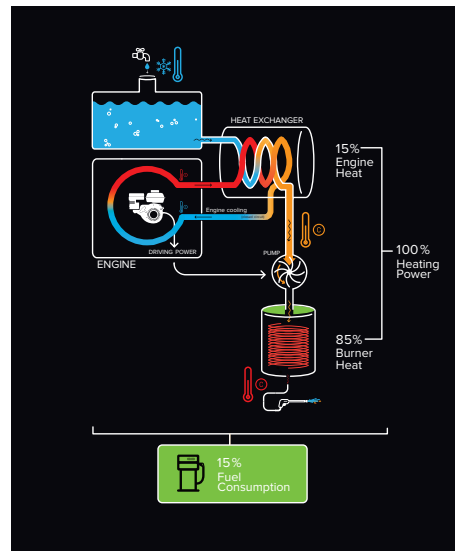 HEAT EXCHANGER
15%
Engine
Heat
Engine cooling
DRIVING POWER
ENGINE
C
PUMP
100%
Heating
Power
85%
Burner
Heat
C
15%
Fuel
Consumption